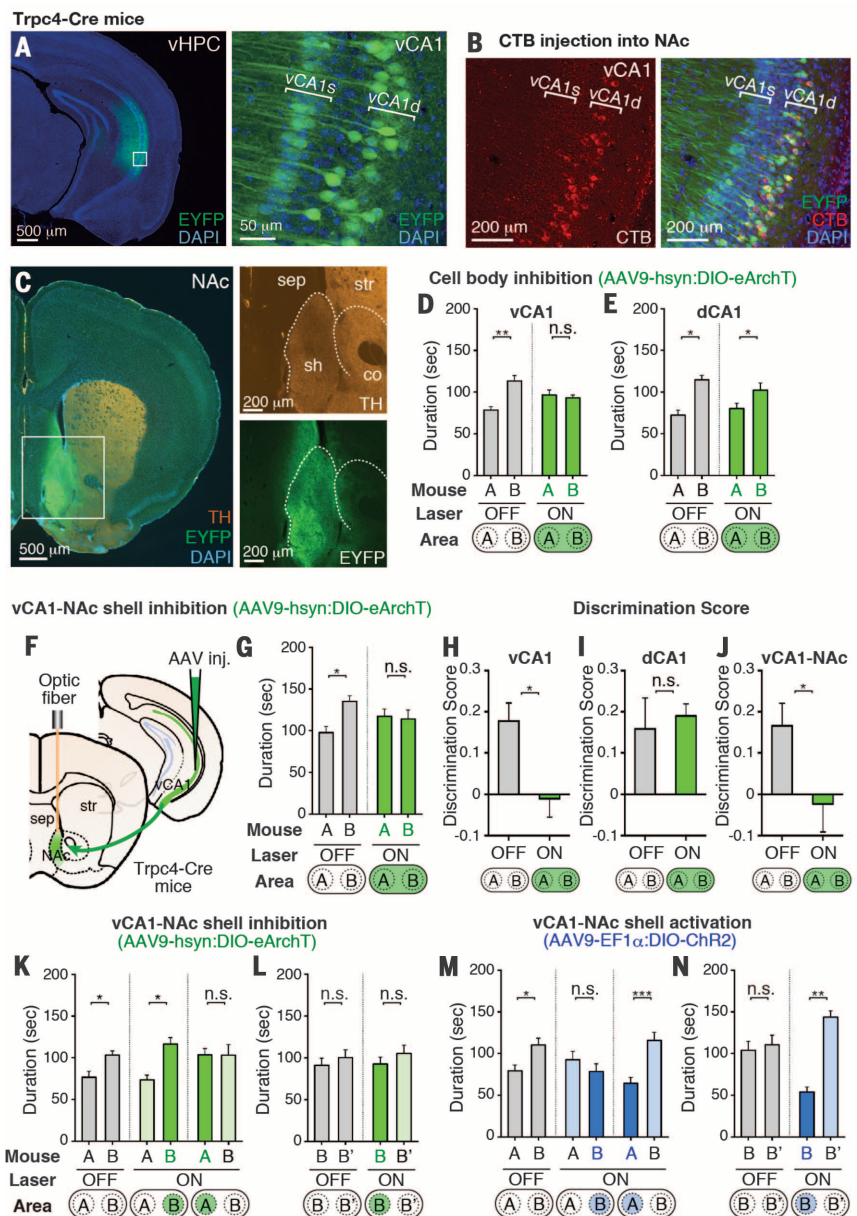 Trpc4-Cre mice
A
vHPC
EYFP
DAPI
500 μm
vCA1
vCA1s
vCA1d
50 μm
EYFP
DAPI
B CTB injection into NAc
vCA1
vCA1s
vCA1d
200 μm
CTB
vCA1s
vCA1d
200 μm
EYFP
CTB
DAPI
C
NAc
TH
EYFP
DAPI
500 μm
sep
str
sh
co
200 μm
TH
200 μm
EYFP
Cell body inhibition (AAV9-hsyn:DIO-eArchT)
D
vCA1
Duration (sec)
200
150
100
50
0
**
n.s.
Mouse A B A B
Laser OFF ON
Area A B A B
E
dCA1
Duration (sec)
200
150
100
50
0
*
*
A B A B
OFF ON
A B A B
vCA1-NAc shell inhibition (AAV9-hsyn:DIO-eArchT)
F
AAV inj.
Optic
fiber
vCA1
str
sep
NAc
Trpc4-Cre
mice
G
Duration (sec)
200
150
100
50
0
*
n.s.
Mouse A B A B
Laser OFF ON
Area A B A B
Discrimination Score
H
vCA1
Discrimination Score
0.3
0.2
0.1
0
-0.1
*
OFF ON
A B A B
I
dCA1
Discrimination Score
0.3
0.2
0.1
0
-0.1
n.s.
OFF ON
A B A B
J
vCA1-NAc
Discrimination Score
0.3
0.2
0.1
0
-0.1
*
OFF ON
A B A B
vCA1-NAc shell inhibition
(AAV9-hsyn:DIO-eArchT)
K
Duration (sec)
200
150
100
50
0
*
*
n.s.
Mouse A B A B A B
Laser OFF ON
Area A B A B A B
L
Duration (sec)
200
150
100
50
0
n.s.
n.s.
B B' B B'
OFF ON
B B' B B'
vCA1-NAc shell activation
(AAV9-EF1α:DIO-ChR2)
M
Duration (sec)
200
150
100
50
0
*
n.s.
***
A B A B A B
OFF ON
A B A B A B
N
Duration (sec)
200
150
100
50
0
n.s.
**
B B' B B'
OFF ON
B B' B B'